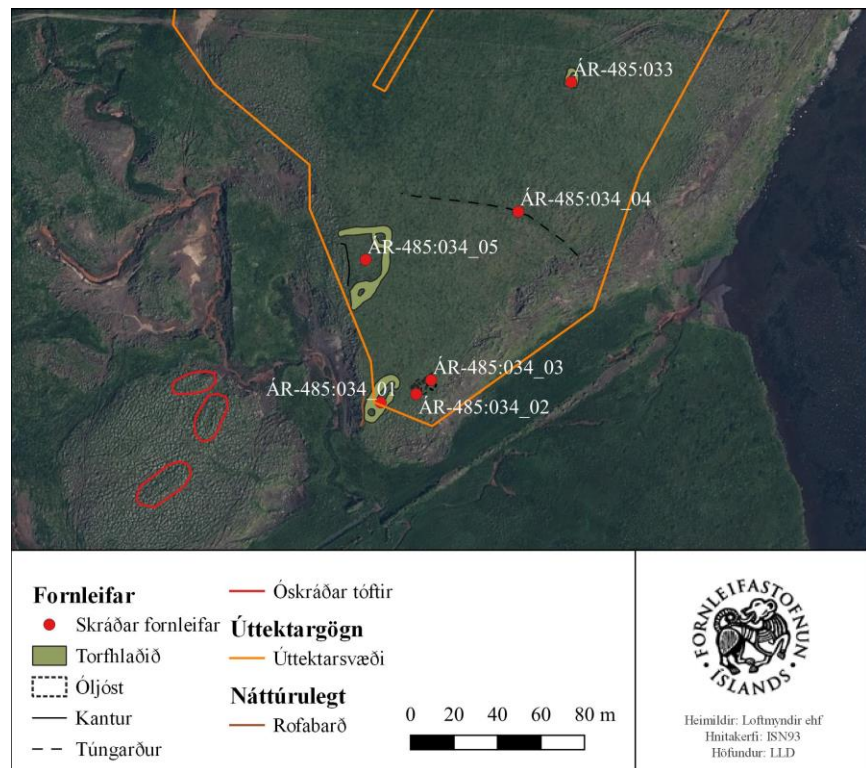 ÁR-485:033
ÁR-485:034_04
ÁR-485:034_05
ÁR-485:034_03
ÁR-485:034_01
ÁR-485:034_02
Fornleifar
Skráðar fornleifar
Torfhlaðið
Óljóst
Kantur
Túngarður
Óskráðar tóftir
Úttektargögn
Úttektarsvæði
Náttúrulegt
Rofabarð
0 20 40 60 80 m
FORNLEIFASTOFNUN
ÍSLANDS
Heimildir: Loftmyndir ehf
Hnitakerfi: ISN93
Höfundur: LLD